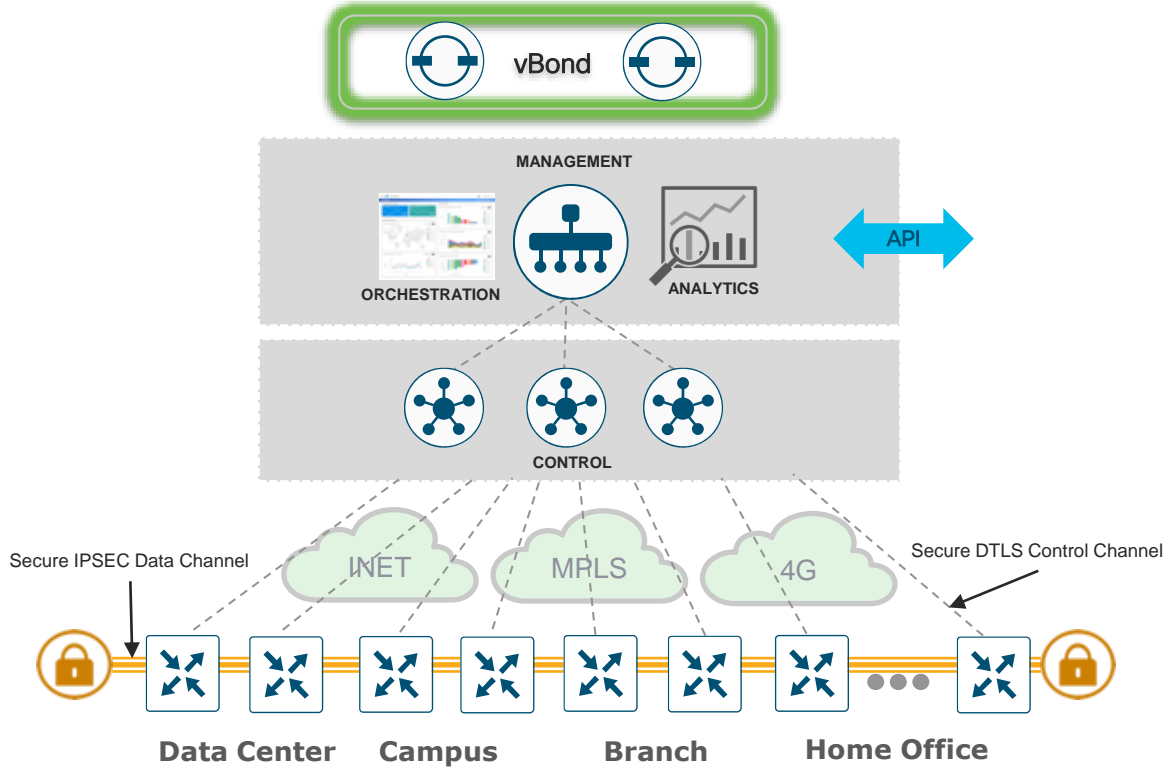 vBond
MANAGEMENT
ORCHESTRATION
ANALYTICS
API
CONTROL
INET
MPLS
4G
Secure IPSEC Data Channel
Secure DTLS Control Channel
Data Center
Campus
Branch
Home Office